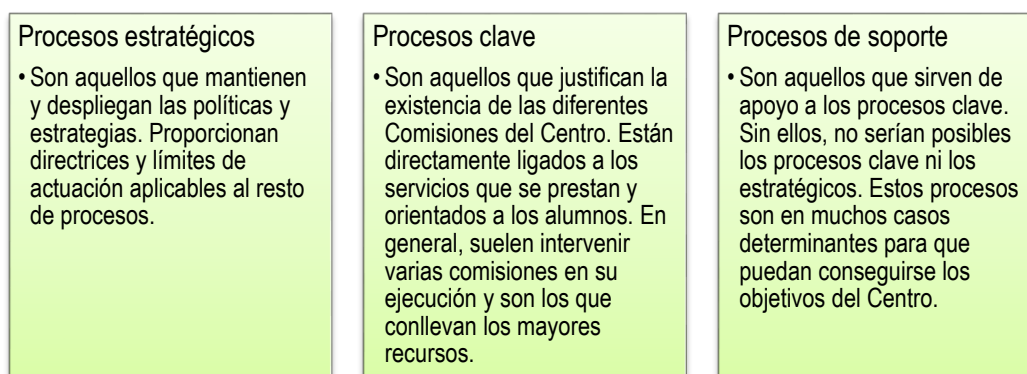 Procesos estratégicos
• Son aquellos que mantienen
y despliegan las políticas y
estrategias. Proporcionan
directrices y límites de
actuación aplicables al resto
de procesos.
Procesos clave
• Son aquellos que justifican la
existencia de las diferentes
Comisiones del Centro. Están
directamente ligados a los
servicios que se prestan y
orientados a los alumnos. En
general, suelen intervenir
varias comisiones en su
ejecución y son los que
conllevan los mayores
recursos.
Procesos de soporte
• Son aquellos que sirven de
apoyo a los procesos clave.
Sin ellos, no serían posibles
los procesos clave ni los
estratégicos. Estos procesos
son en muchos casos
determinantes para que
puedan conseguirse los
objetivos del Centro.